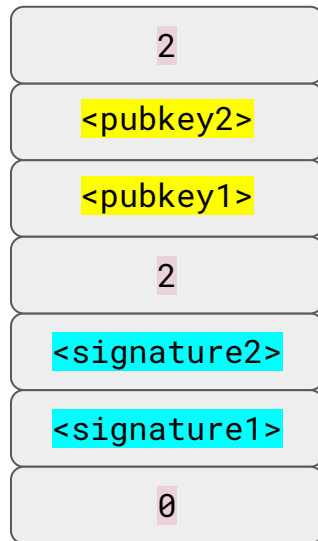 2
<pubkey2>
<pubkey1>
2
<signature2>
<signature1>
0